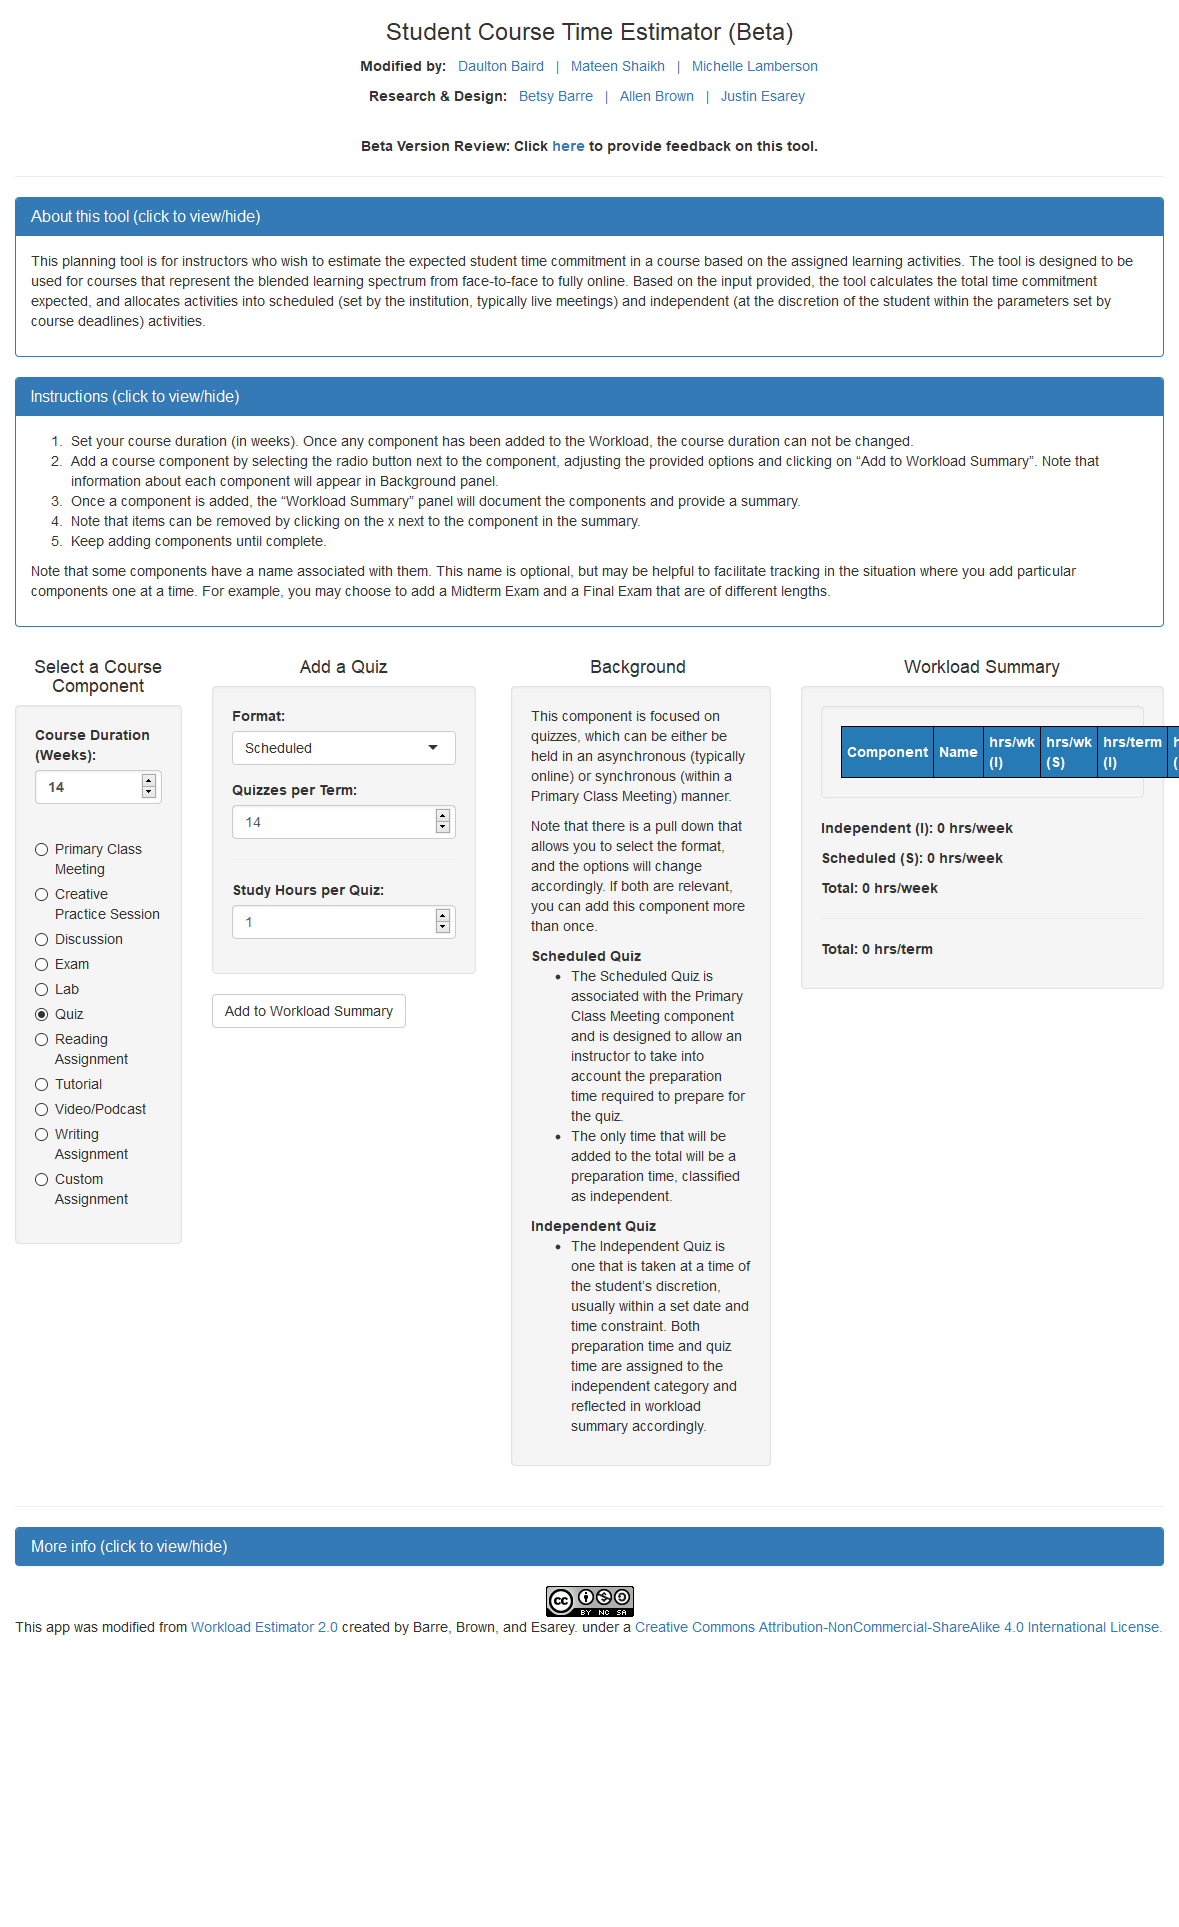 Student Course Time Estimator (Beta)
Modified by: Daulton Baird | Mateen Shaikh | Michelle Lamberson
Research & Design: Betsy Barre | Allen Brown | Justin Esarey
Beta Version Review: Click here to provide feedback on this tool.
About this tool (click to view/hide)
This planning tool is for instructors who wish to estimate the expected student time commitment in a course based on the assigned learning activities. The tool is designed to be
used for courses that represent the blended learning spectrum from face-to-face to fully online. Based on the input provided, the tool calculates the total time commitment
expected, and allocates activities into scheduled (set by the institution, typically live meetings) and independent (at the discretion of the student within the parameters set by
course deadlines) activities.
Instructions (click to view/hide)
1. Set your course duration (in weeks). Once any component has been added to the Workload, the course duration can not be changed.
2. Add a course component by selecting the radio button next to the component, adjusting the provided options and clicking on “Add to Workload Summary”. Note that
information about each component will appear in Background panel.
3. Once a component is added, the “Workload Summary” panel will document the components and provide a summary.
4. Note that items can be removed by clicking on the x next to the component in the summary.
5. Keep adding components until complete.
Note that some components have a name associated with them. This name is optional, but may be helpful to facilitate tracking in the situation where you add particular
components one at a time. For example, you may choose to add a Midterm Exam and a Final Exam that are of different lengths.
Select a Course
Component
Course Duration
(Weeks):
14
Primary Class
Meeting
Creative
Practice Session
Discussion
Exam
Lab
Quiz
Reading
Assignment
Tutorial
Video/Podcast
Writing
Assignment
Custom
Assignment
Add a Quiz
Format:
Scheduled
Quizzes per Term:
14
Study Hours per Quiz:
1
Add to Workload Summary
Background
This component is focused on
quizzes, which can be either be
held in an asynchronous (typically
online) or synchronous (within a
Primary Class Meeting) manner.
Note that there is a pull down that
allows you to select the format,
and the options will change
accordingly. If both are relevant,
you can add this component more
than once.
Scheduled Quiz
• The Scheduled Quiz is
associated with the Primary
Class Meeting component
and is designed to allow an
instructor to take into
account the preparation
time required to prepare for
the quiz.
• The only time that will be
added to the total will be a
preparation time, classified
as independent.
Independent Quiz
• The Independent Quiz is
one that is taken at a time of
the student’s discretion,
usually within a set date and
time constraint. Both
preparation time and quiz
time are assigned to the
independent category and
reflected in workload
summary accordingly.
Workload Summary
Component Name hrs/wk hrs/wk hrs/term h
(I) (S) (I) (
Independent (I): 0 hrs/week
Scheduled (S): 0 hrs/week
Total: 0 hrs/week
Total: 0 hrs/term
More info (click to view/hide)
cc BY NC SA
This app was modified from Workload Estimator 2.0 created by Barre, Brown, and Esarey. under a Creative Commons Attribution-NonCommercial-ShareAlike 4.0 International License.